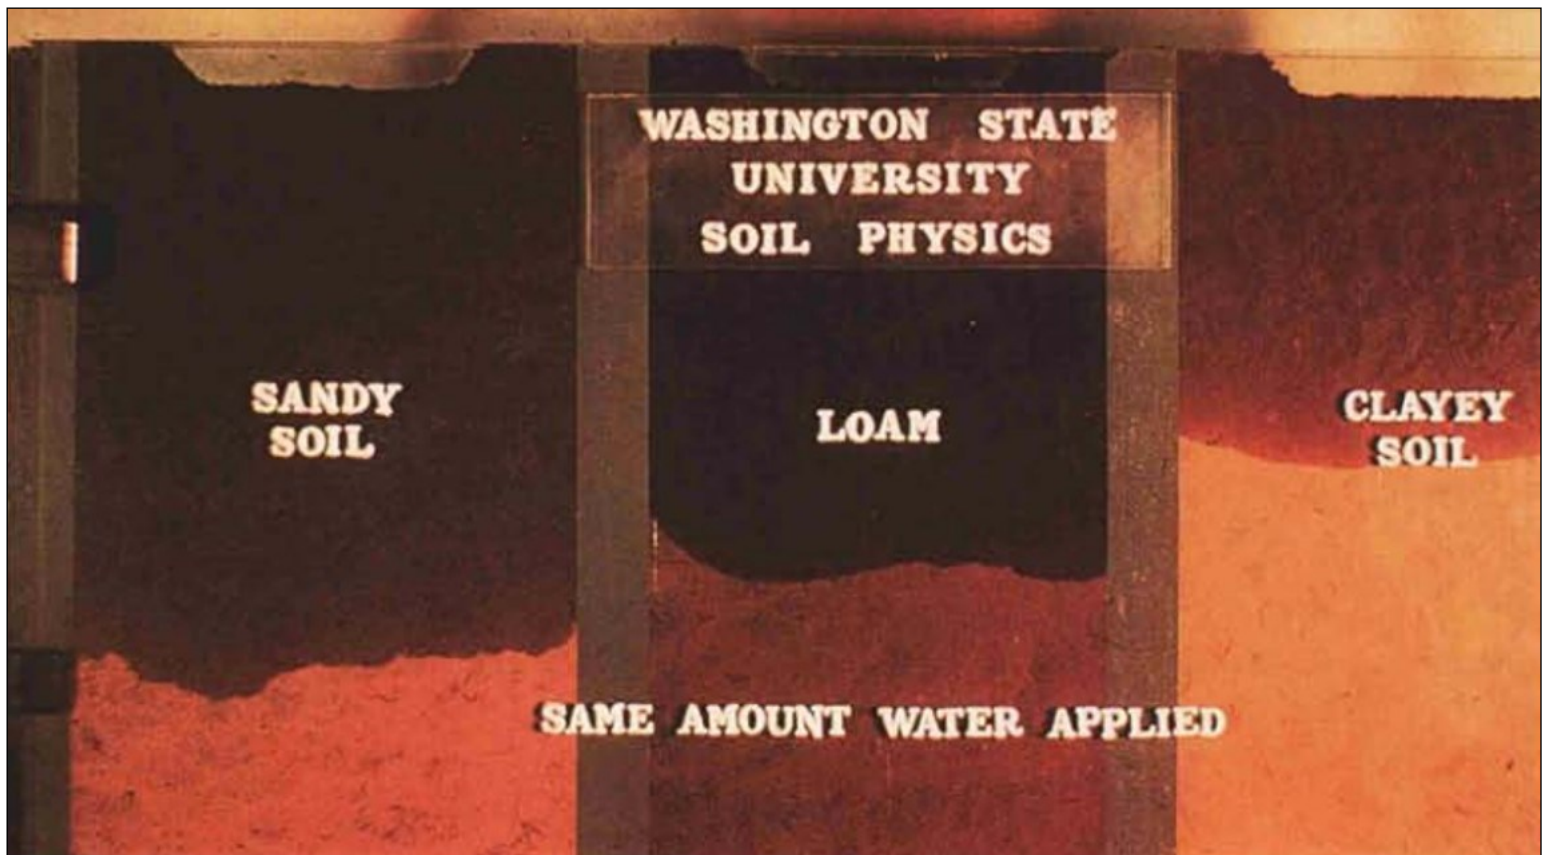 WASHINGTON STATE
UNIVERSITY
SOIL PHYSICS
SANDY
SOIL
LOAM
CLAYEY
SOIL
SAME AMOUNT WATER APPLIED